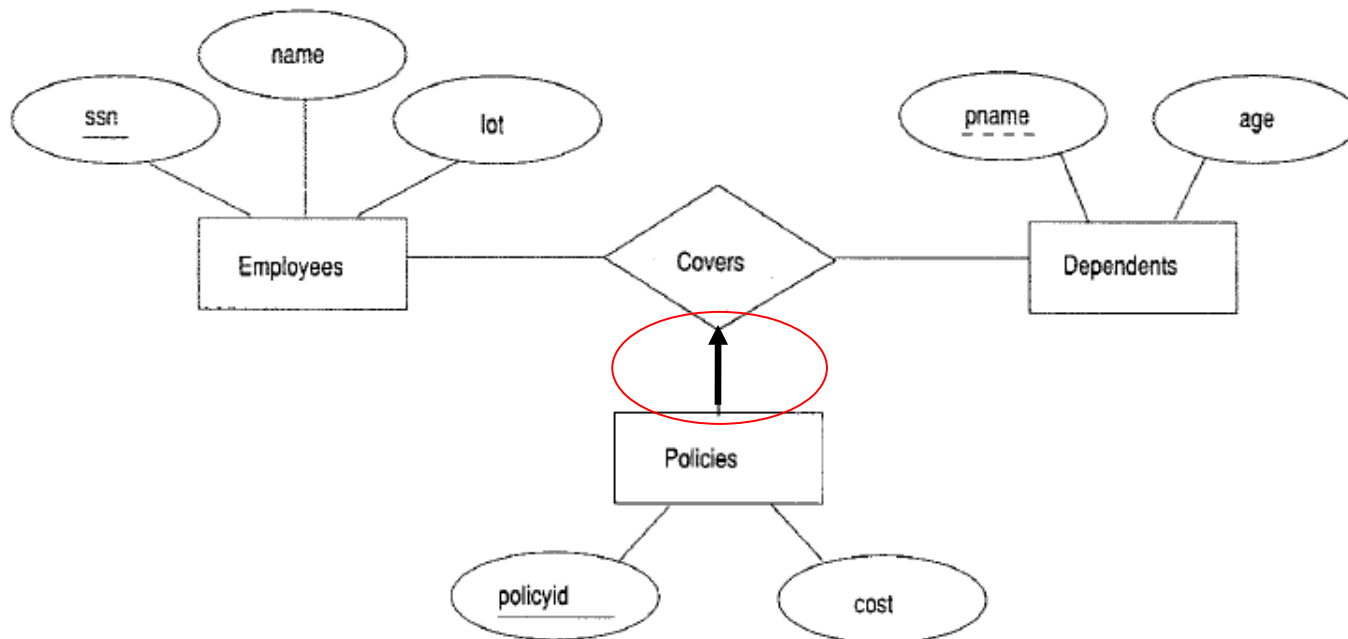 name
ssn
lot
pname
age
Employees
Covers
Dependents
Policies
policyid
cost